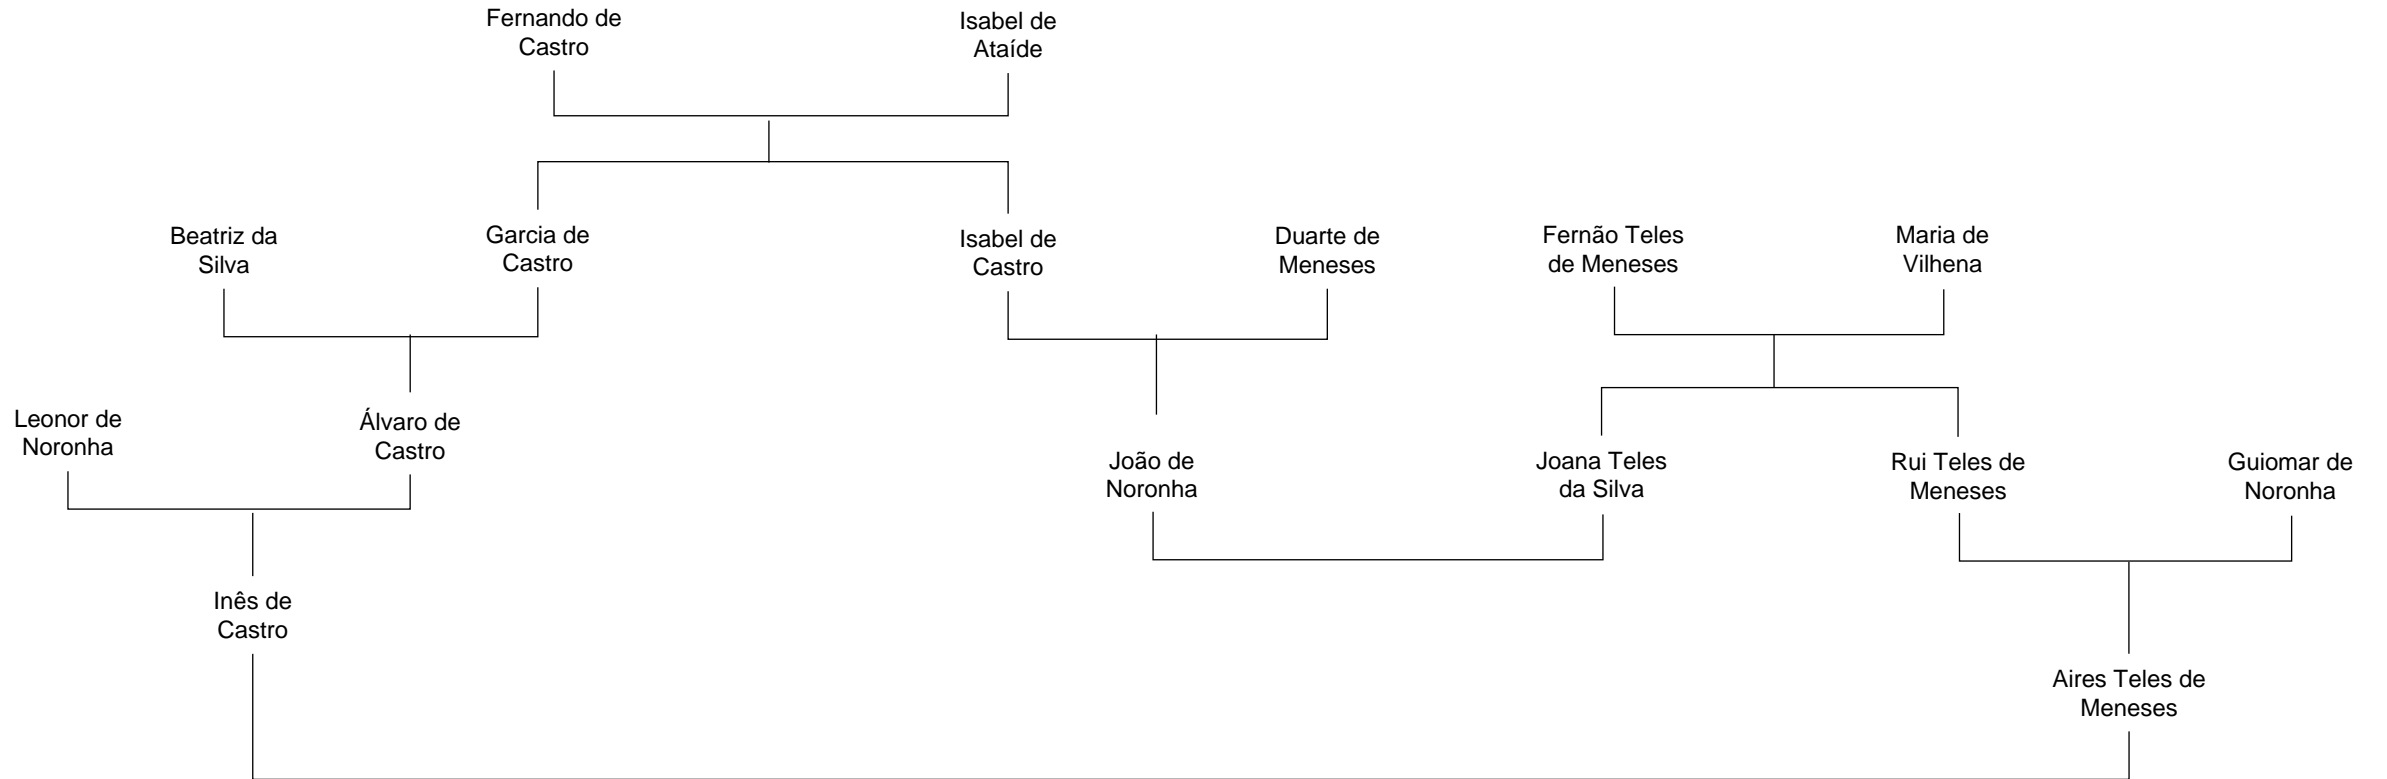 Fernando de
Castro
Isabel de
Ataíde
Beatriz da
Silva
Garcia de
Castro
Isabel de
Castro
Duarte de
Meneses
Fernão Teles
de Meneses
Maria de
Vilhena
Leonor de
Noronha
Álvaro de
Castro
João de
Noronha
Joana Teles
da Silva
Rui Teles de
Meneses
Guiomar de
Noronha
Inês de
Castro
Aires Teles de
Meneses